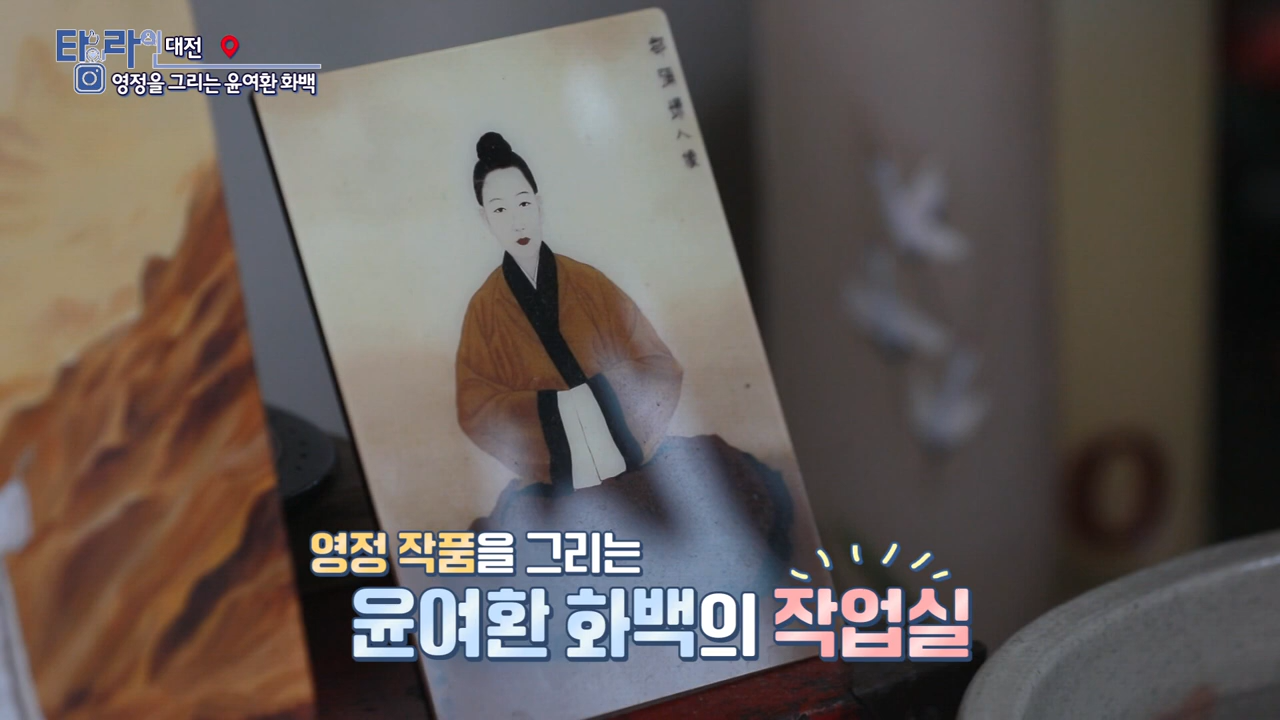 타라의 대전
영정을 그리는 윤여환 화백
영정 작품을 그리는
윤여환 화백의 작업실